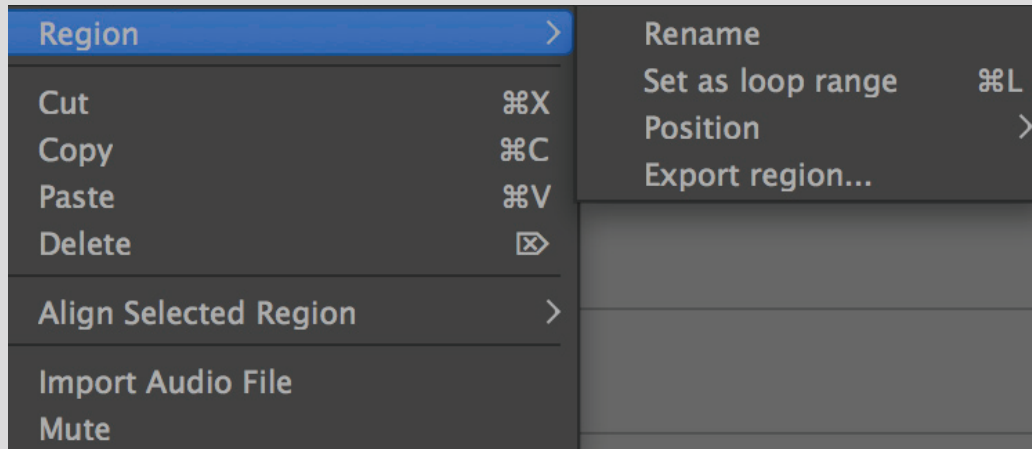 Region >
Cut ⌘X
Copy ⌘C
Paste ⌘V
Delete ⌦
Align Selected Region >
Import Audio File
Mute
Rename
Set as loop range ⌘L
Position >
Export region...